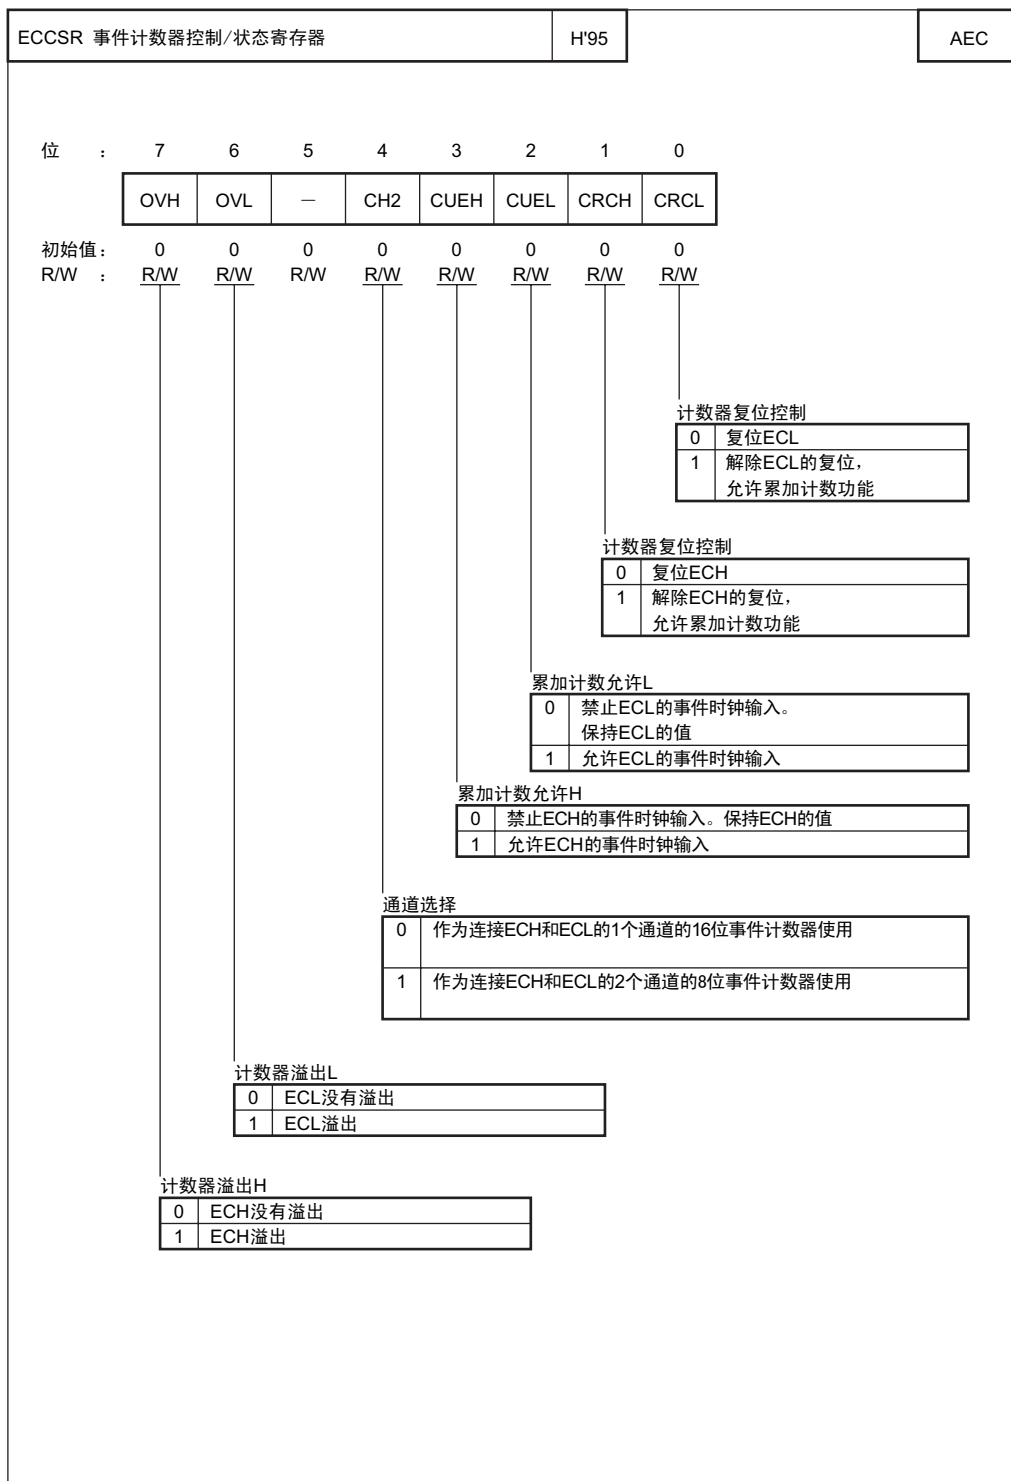 ECCSR 事件计数器控制/状态寄存器 H'95 AEC
位 : 7 6 5 4 3 2 1 0
OVH OVL — CH2 CUEH CUEL CRCH CRCL
初始值: 0 0 0 0 0 0 0 0
R/W : R/W R/W R/W R/W R/W R/W R/W R/W
计数器复位控制
0 复位ECL
1 解除ECL的复位，
允许累加计数功能
计数器复位控制
0 复位ECH
1 解除ECH的复位，
允许累加计数功能
累加计数允许L
0 禁止ECL的事件时钟输入。
保持ECL的值
1 允许ECL的事件时钟输入
累加计数允许H
0 禁止ECH的事件时钟输入。保持ECH的值
1 允许ECH的事件时钟输入
通道选择
0 作为连接ECH和ECL的1个通道的16位事件计数器使用
1 作为连接ECH和ECL的2个通道的8位事件计数器使用
计数器溢出L
0 ECL没有溢出
1 ECL溢出
计数器溢出H
0 ECH没有溢出
1 ECH溢出